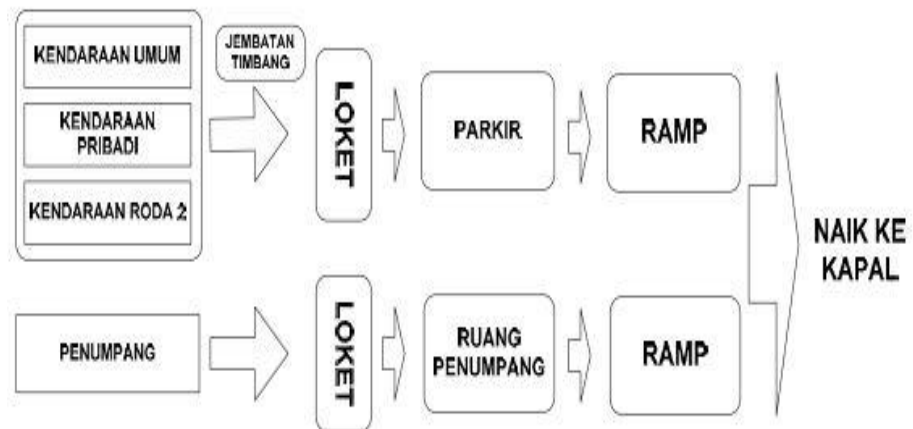 KENDARAAN UMUM
KENDARAAN
PRIBADI
KENDARAAN RODA 2
JEMBATAN
TIMBANG
LOKET
PARKIR
RAMP
PENUMPANG
LOKET
RUANG
PENUMPANG
RAMP
NAIK KE
KAPAL